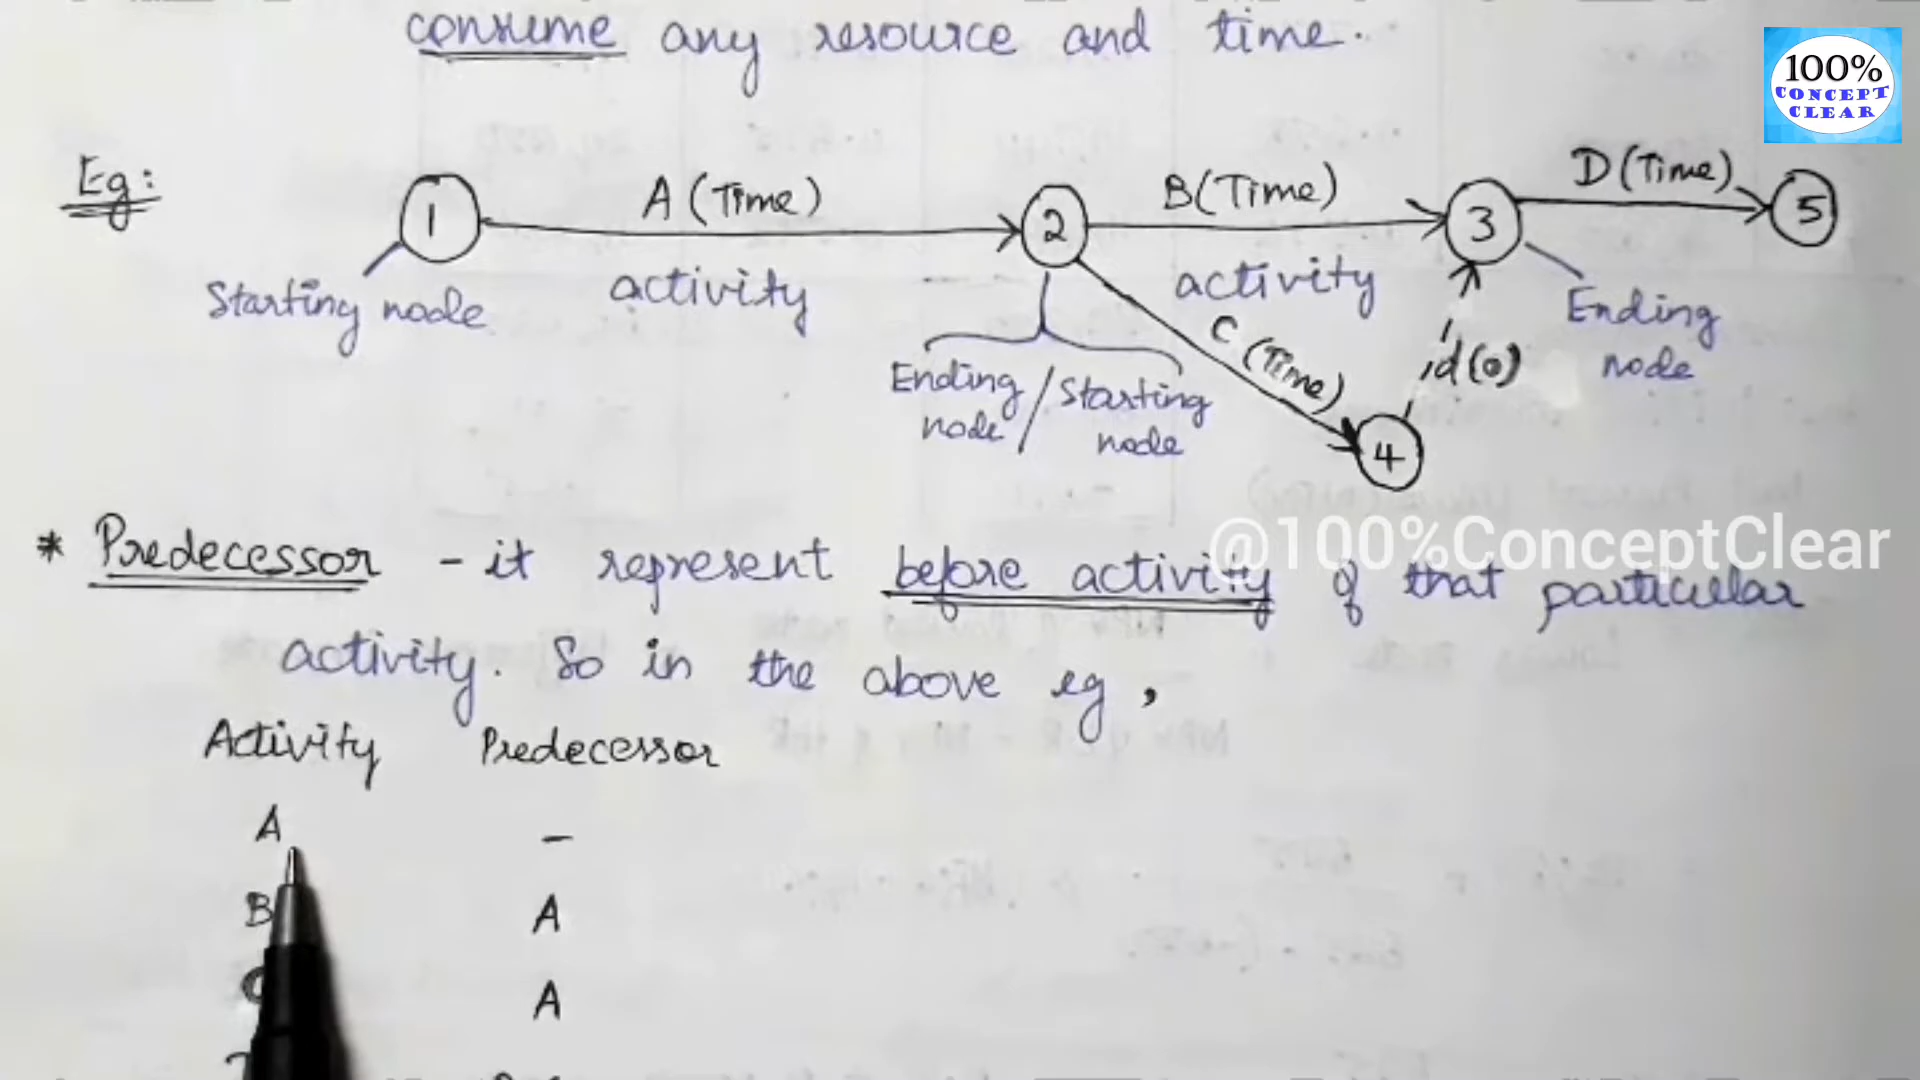 consume any resource and time.
100%
CONCEPT
CLEAR
Eg:
1
A (Time)
2
B (Time)
3
D (Time)
5
Starting node
activity
activity
Ending node
Ending node / Starting node
C (Time)
d(0)
4
@100%ConceptClear
* Predecessor - it represent before activity of that particular
activity. So in the above eg,
Activity Predecessor
A -
B A
C A